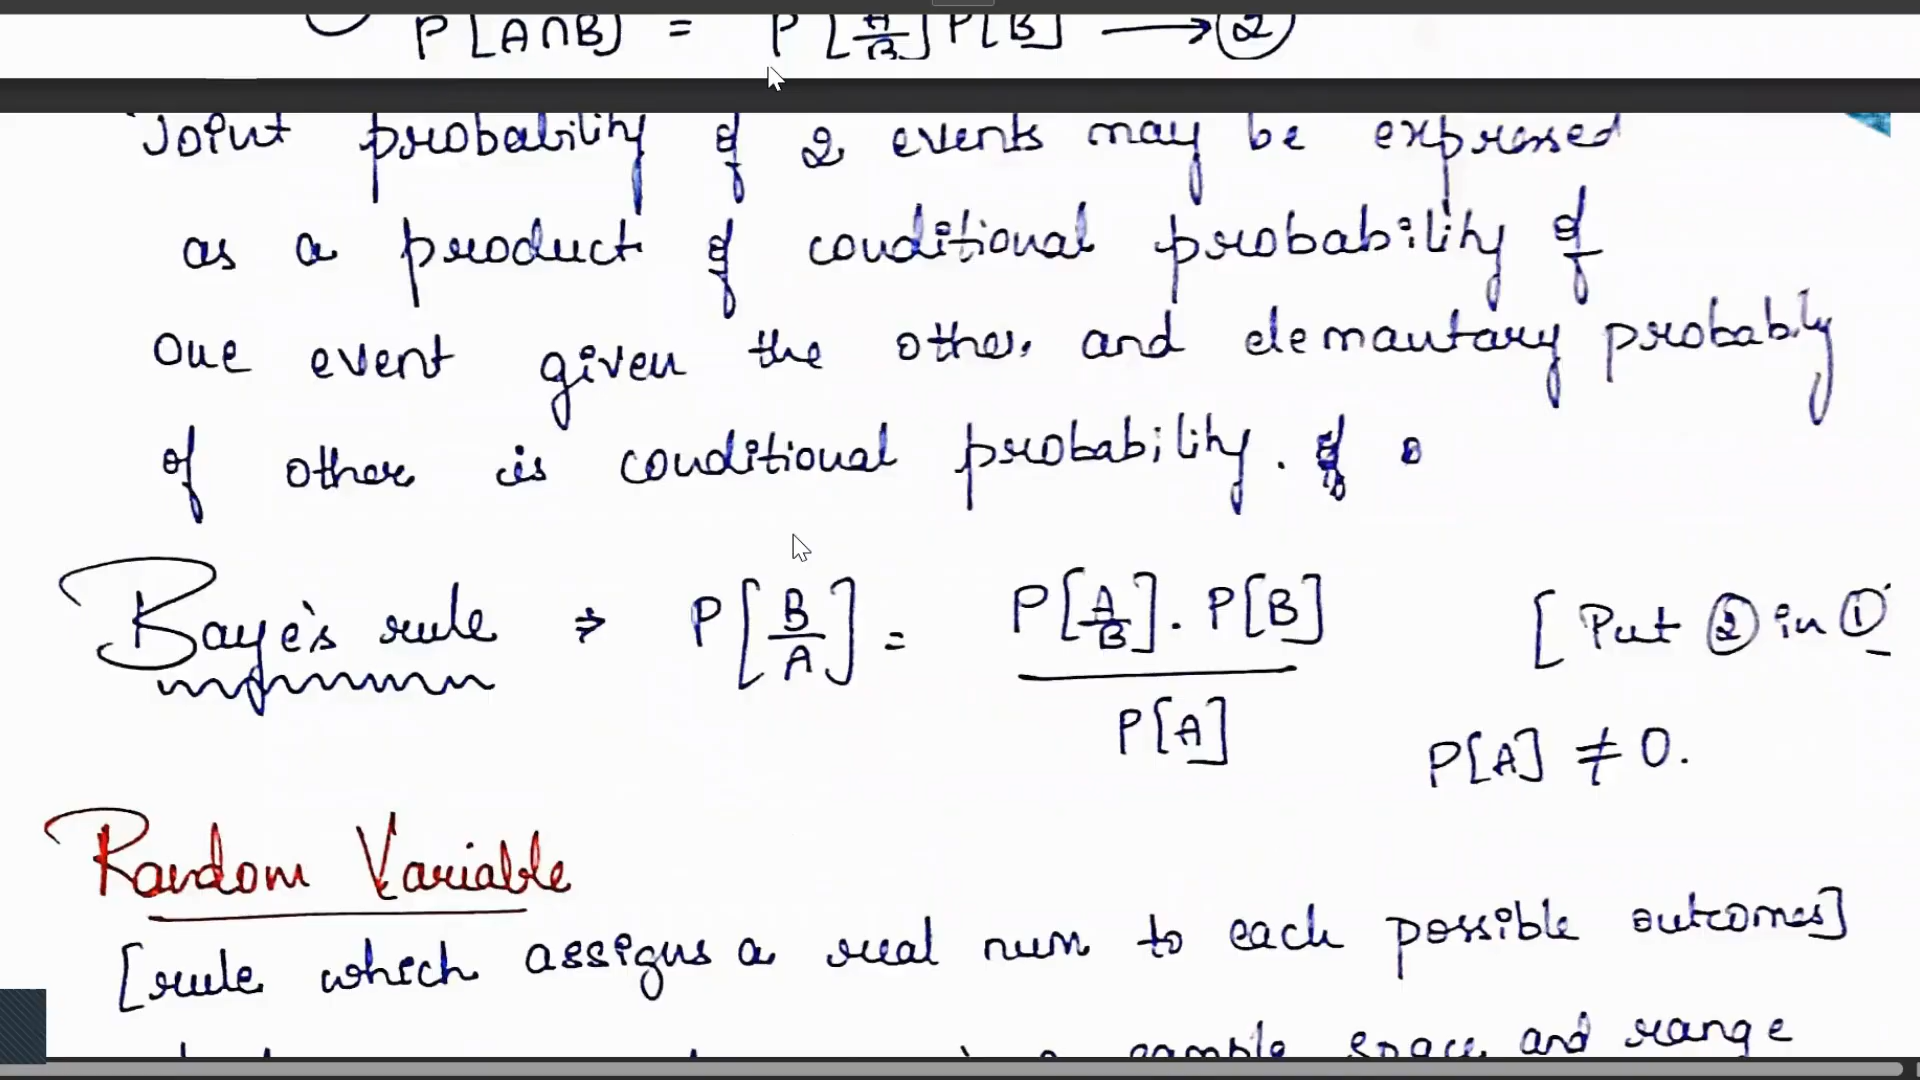 P[A∩B] = P[A/B] P[B] → ②
Joint probability of 2 events may be expressed
as a product of conditional probability of
one event given the other. and elemantary probably
of other is conditional probability.
Baye's rule ⇒ P[B/A] = P[A/B] . P[B] / P[A] [Put ② in ①
P[A] ≠ 0.
Random Variable
[rule which assigns a real num to each possible outcomes]
sample space and range